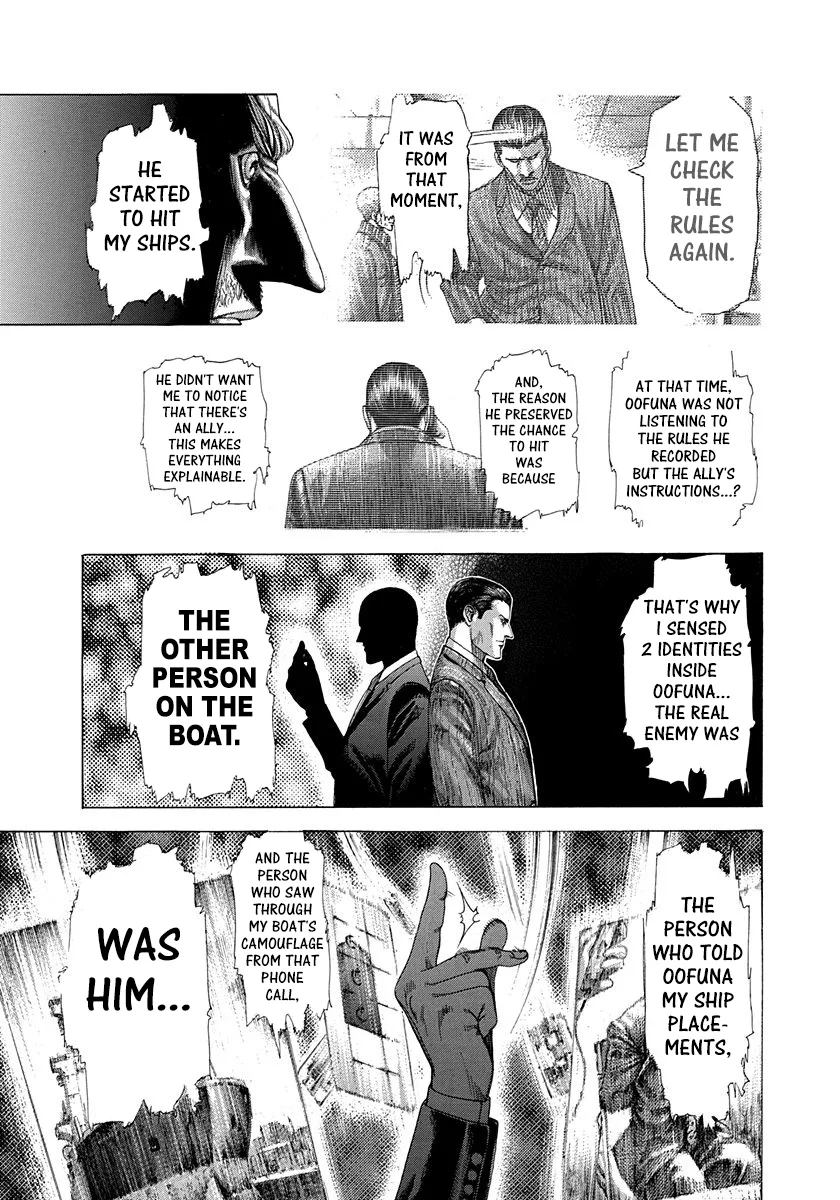 LET ME
CHECK
THE
RULES
AGAIN.
IT WAS
FROM
THAT
MOMENT,
HE
STARTED
TO HIT
MY SHIPS.
AT THAT TIME,
OOFUNA WAS NOT
LISTENING TO
THE RULES HE
RECORDED
BUT THE ALLY'S
INSTRUCTIONS...?
AND,
THE REASON
HE PRESERVED
THE CHANCE
TO HIT
WAS
BECAUSE
HE DIDN'T WANT
ME TO NOTICE
THAT THERE'S
AN ALLY...
THIS MAKES
EVERYTHING
EXPLAINABLE.
THAT'S WHY
I SENSED
2 IDENTITIES
INSIDE
OOFUNA...
THE REAL
ENEMY WAS
THE
OTHER
PERSON
ON THE
BOAT.
THE
PERSON
WHO TOLD
OOFUNA
MY SHIP
PLACE-
MENTS,
AND THE
PERSON
WHO SAW
THROUGH
MY BOAT'S
CAMOUFLAGE
FROM THAT
PHONE
CALL,
WAS
HIM...